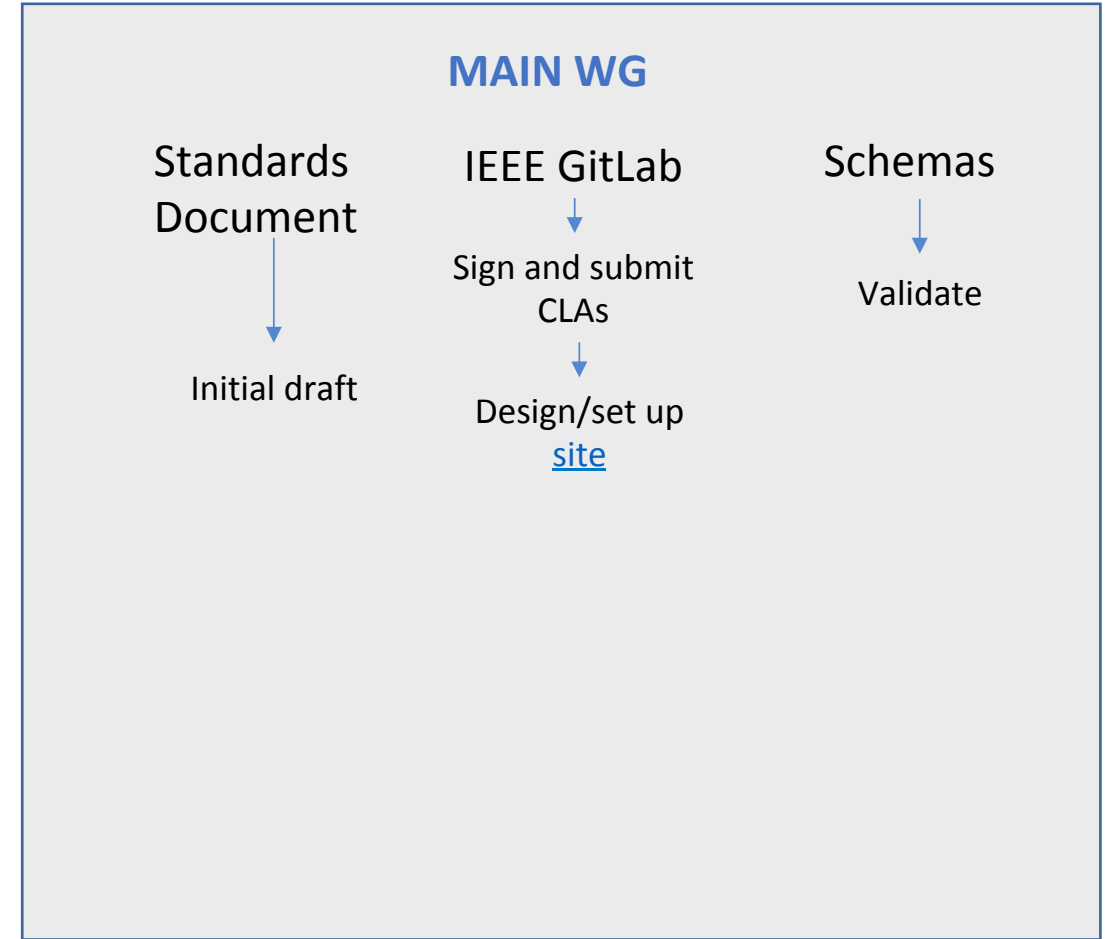 MAIN WG
Standards
Document
Initial draft
IEEE GitLab
Sign and submit
CLAs
Design/set up
site
Schemas
Validate